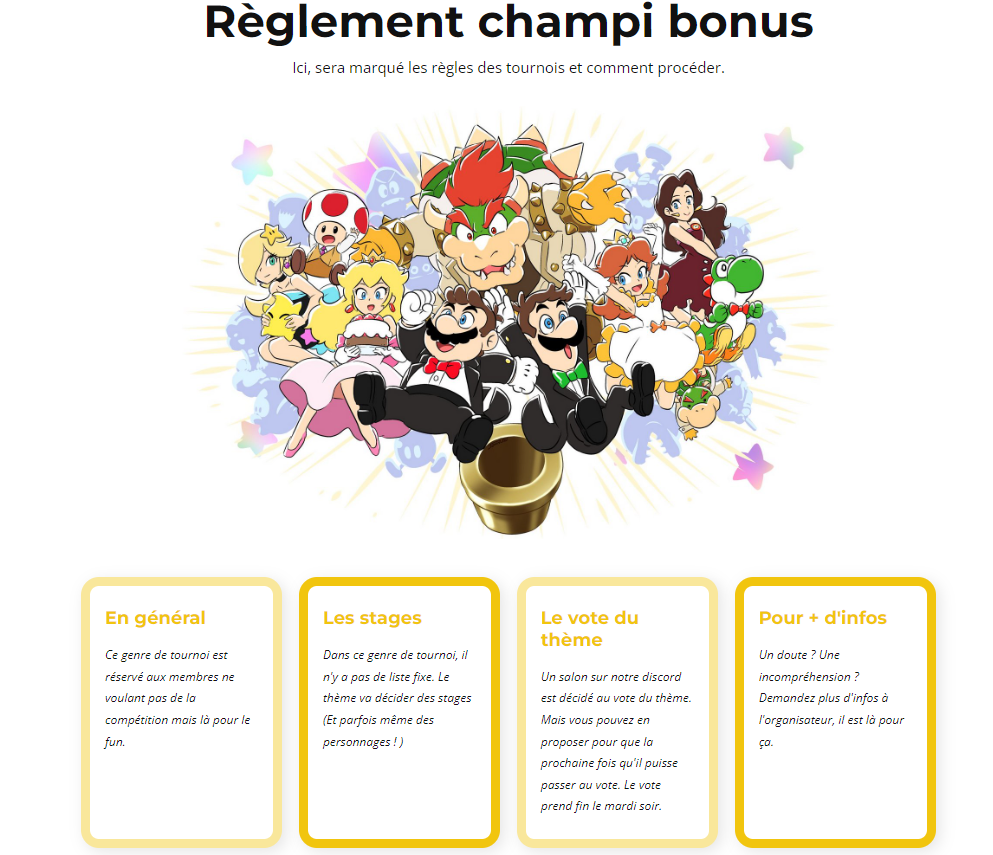 Règlement champi bonus
Ici, sera marqué les règles des tournois et comment procéder.
En général
Ce genre de tournoi est
réservé aux membres ne
voulant pas de la
compétition mais là pour le
fun.
Les stages
Dans ce genre de tournoi, il
n'y a pas de liste fixe. Le
thème va décider des stages
(Et parfois même des
personnages ! )
Le vote du
thème
Un salon sur notre discord
est décidé au vote du thème.
Mais vous pouvez en
proposer pour que la
prochaine fois qu'il puisse
passer au vote. Le vote
prend fin le mardi soir.
Pour + d'infos
Un doute ? Une
incompréhension ?
Demandez plus d'infos à
l'organisateur, il est là pour
ça.